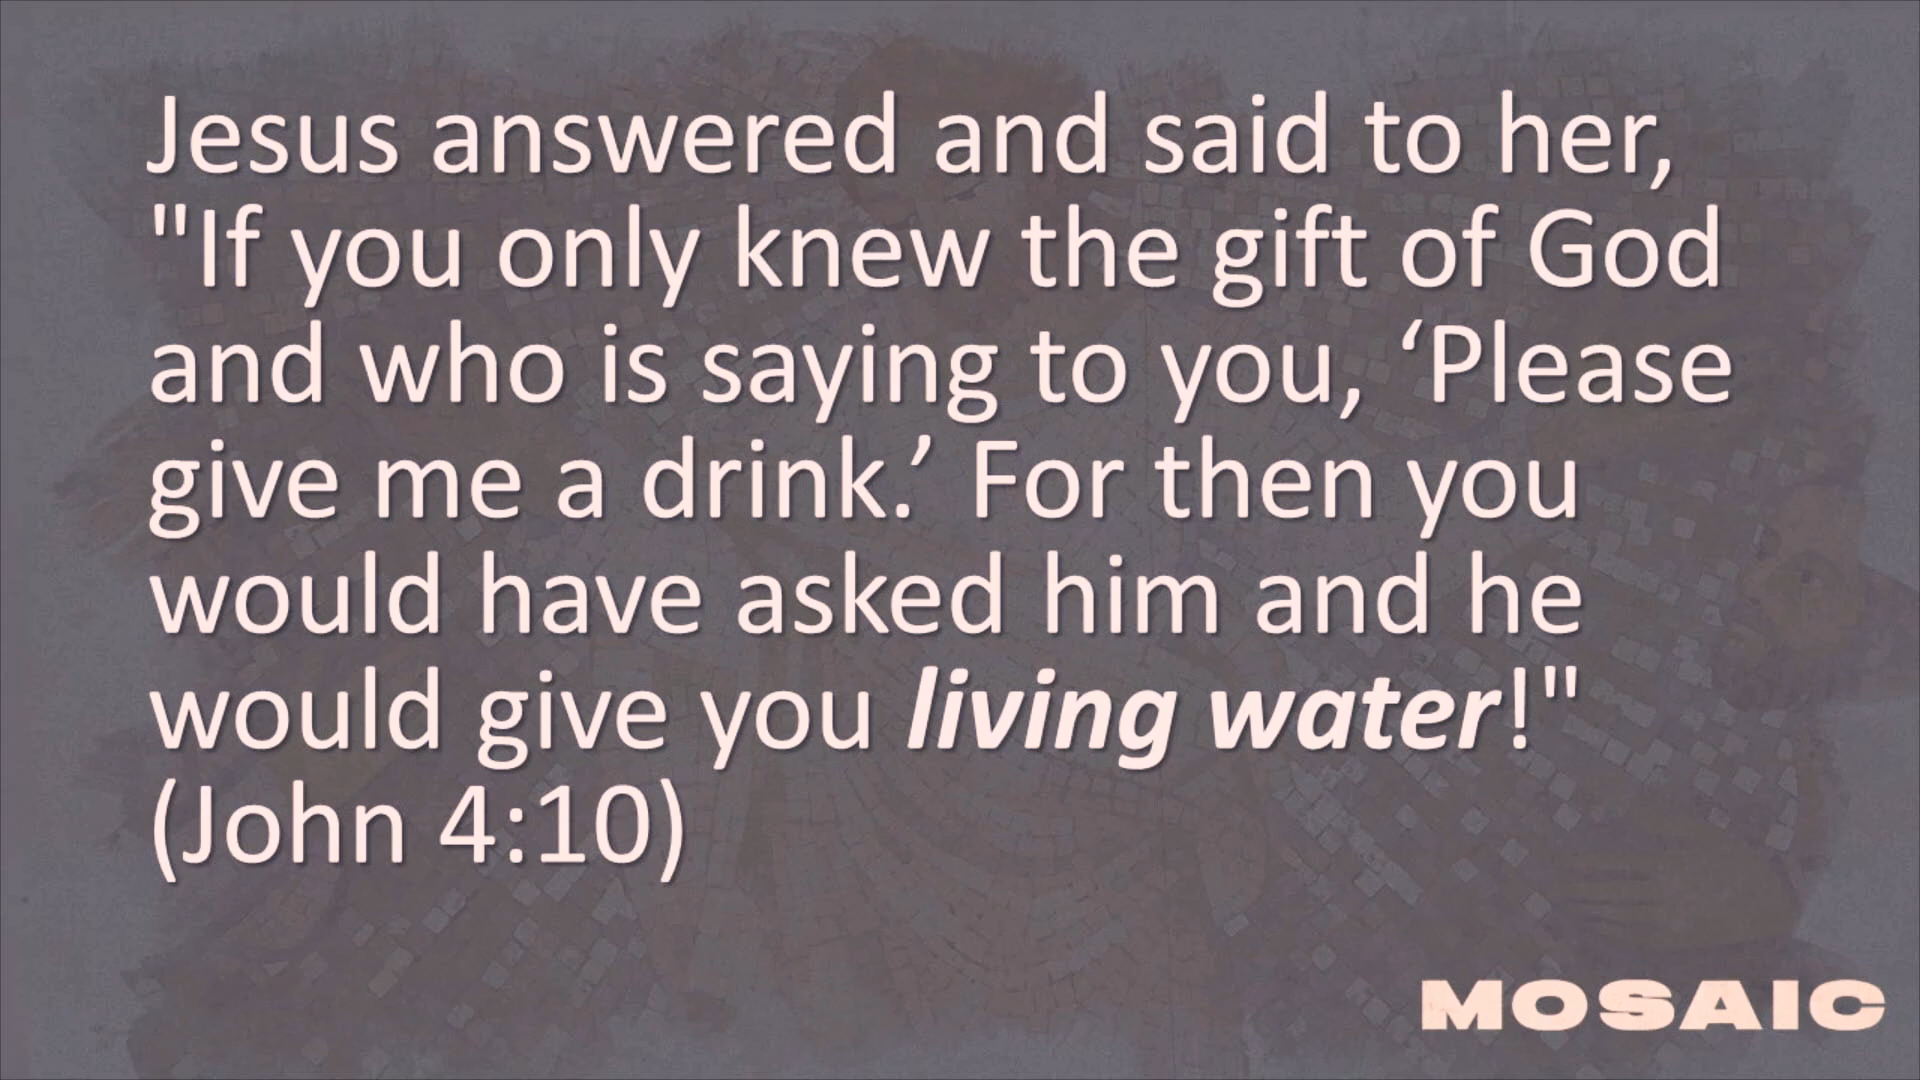 Jesus answered and said to her,
"If you only knew the gift of God
and who is saying to you, ‘Please
give me a drink.’ For then you
would have asked him and he
would give you living water!"
(John 4:10)
MOSAIC